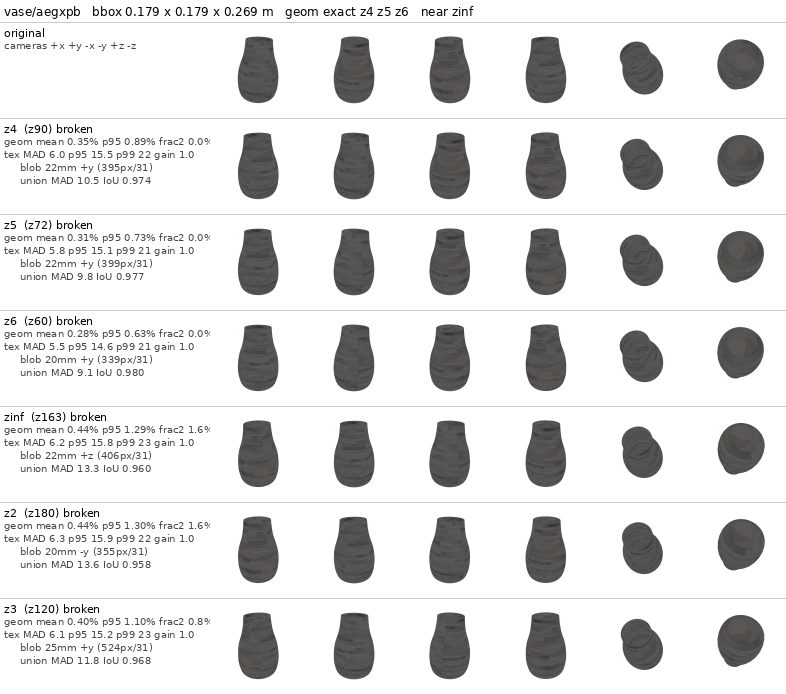 vase/aegxpb   bbox 0.179 x 0.179 x 0.269 m   geom exact z4 z5 z6   near zinf
original
cameras +x +y -x -y +z -z
z4  (z90) broken
geom mean 0.35% p95 0.89% frac2 0.0%
tex MAD 6.0 p95 15.5 p99 22 gain 1.0
blob 22mm +y (395px/31)
union MAD 10.5 IoU 0.974
z5  (z72) broken
geom mean 0.31% p95 0.73% frac2 0.0%
tex MAD 5.8 p95 15.1 p99 21 gain 1.0
blob 22mm +y (399px/31)
union MAD 9.8 IoU 0.977
z6  (z60) broken
geom mean 0.28% p95 0.63% frac2 0.0%
tex MAD 5.5 p95 14.6 p99 21 gain 1.0
blob 20mm +y (339px/31)
union MAD 9.1 IoU 0.980
zinf  (z163) broken
geom mean 0.44% p95 1.29% frac2 1.6%
tex MAD 6.2 p95 15.8 p99 23 gain 1.0
blob 22mm +z (406px/31)
union MAD 13.3 IoU 0.960
z2  (z180) broken
geom mean 0.44% p95 1.30% frac2 1.6%
tex MAD 6.3 p95 15.9 p99 22 gain 1.0
blob 20mm -y (355px/31)
union MAD 13.6 IoU 0.958
z3  (z120) broken
geom mean 0.40% p95 1.10% frac2 0.8%
tex MAD 6.1 p95 15.2 p99 23 gain 1.0
blob 25mm +y (524px/31)
union MAD 11.8 IoU 0.968